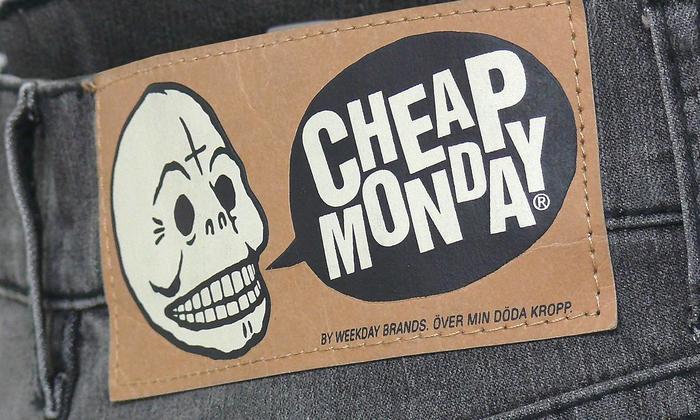 CHEAP
MONDAY®
BY WEEKDAY BRANDS. ÖVER MIN DÖDA KROPP.